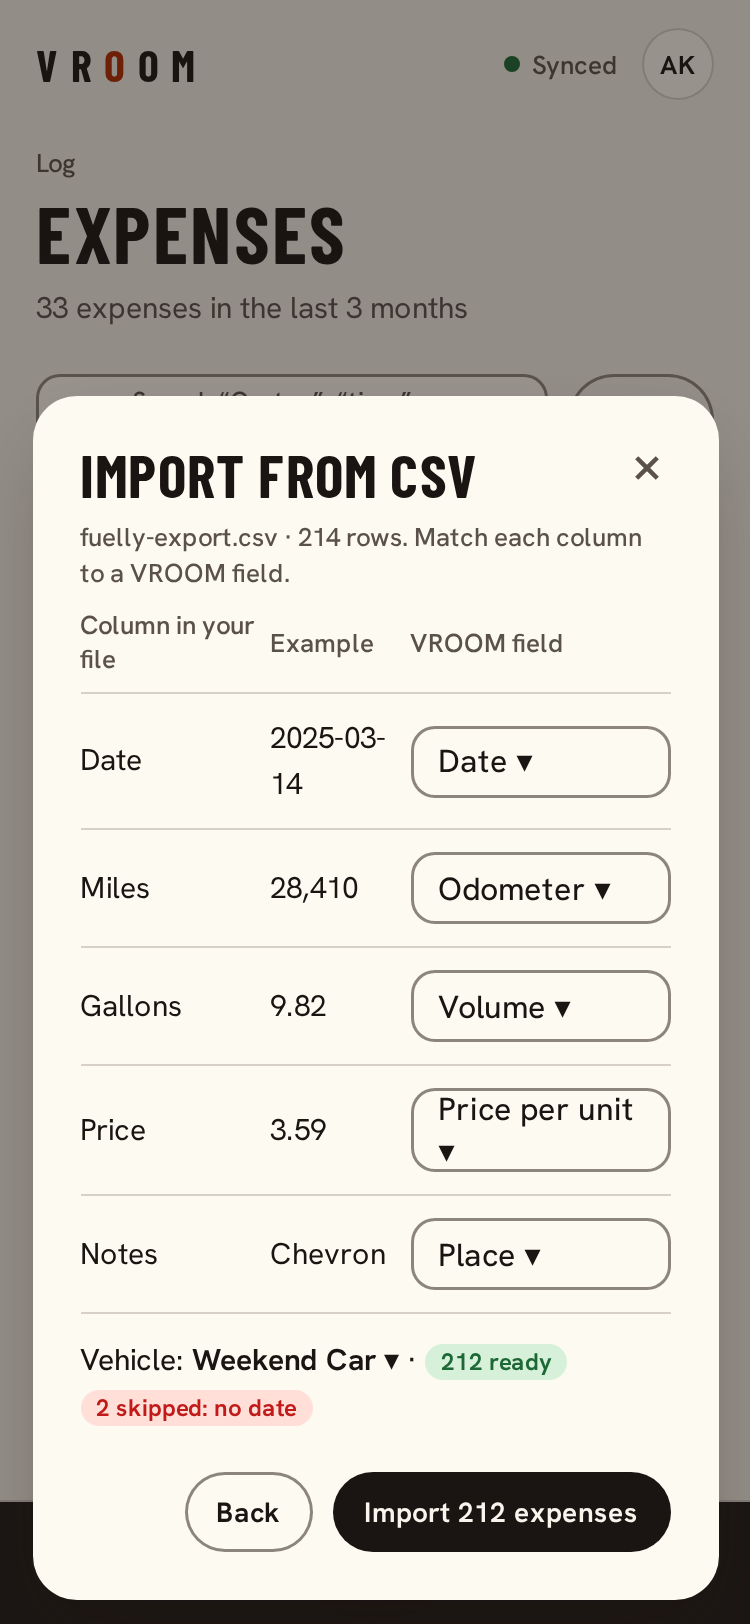 VROOM
Synced
AK
Log
EXPENSES
33 expenses in the last 3 months
IMPORT FROM CSV
✕
fuelly-export.csv · 214 rows. Match each column
to a VROOM field.
Column in your
file
Example
VROOM field
Date
2025-03-
14
Date ▾
Miles
28,410
Odometer ▾
Gallons
9.82
Volume ▾
Price
3.59
Price per unit
▾
Notes
Chevron
Place ▾
Vehicle: Weekend Car ▾ · 212 ready
2 skipped: no date
Back
Import 212 expenses